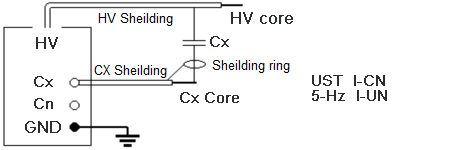 HV Sheilding
HV core
HV
Cx
CX Sheilding
Sheilding ring
Cx
Cx Core
UST I-CN
5-Hz I-UN
Cn
GND